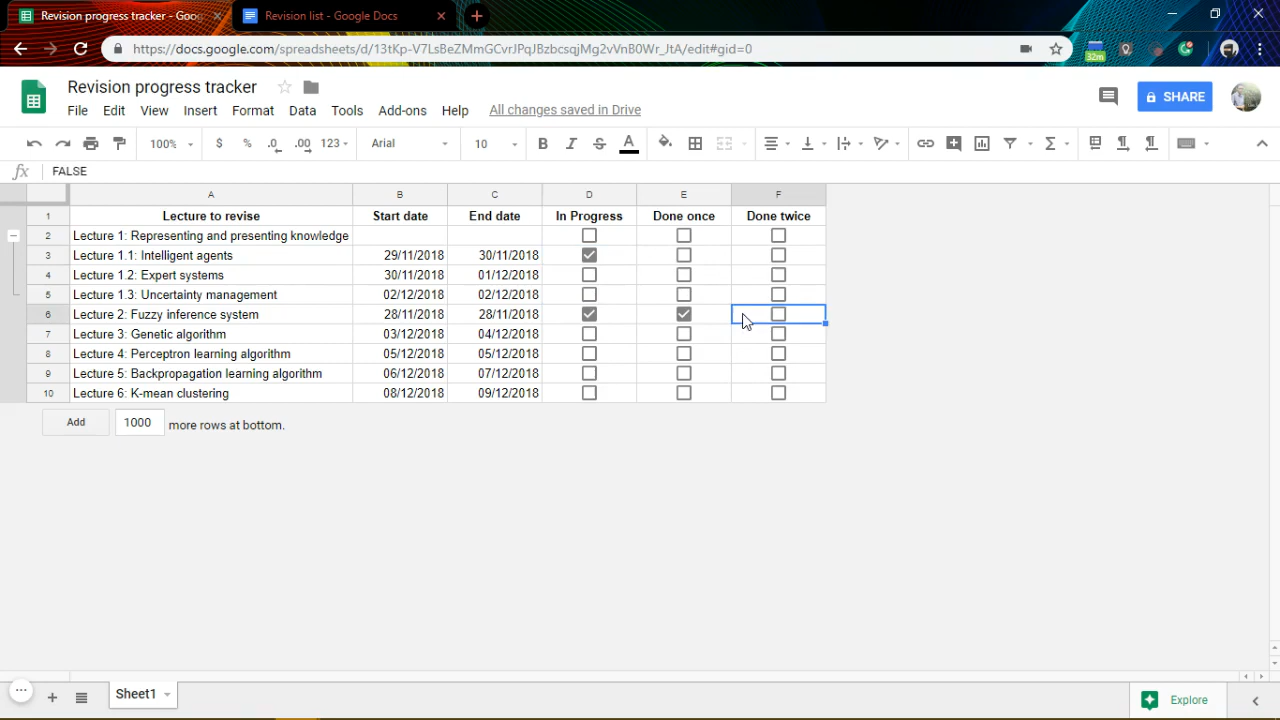 Revision progress tracker - Goo
Revision list - Google Docs
https://docs.google.com/spreadsheets/d/13tKp-V7LsBeZMmGCvrJPqJBzbcsqjMg2vVnB0Wr_JtA/edit#gid=0
32m
Revision progress tracker
File Edit View Insert Format Data Tools Add-ons Help All changes saved in Drive
SHARE
100% $ % .0 .00 123 Arial 10 B I S A
fx FALSE
A B C D E F
1 Lecture to revise Start date End date In Progress Done once Done twice
2 Lecture 1: Representing and presenting knowledge
3 Lecture 1.1: Intelligent agents 29/11/2018 30/11/2018
4 Lecture 1.2: Expert systems 30/11/2018 01/12/2018
5 Lecture 1.3: Uncertainty management 02/12/2018 02/12/2018
6 Lecture 2: Fuzzy inference system 28/11/2018 28/11/2018
7 Lecture 3: Genetic algorithm 03/12/2018 04/12/2018
8 Lecture 4: Perceptron learning algorithm 05/12/2018 05/12/2018
9 Lecture 5: Backpropagation learning algorithm 06/12/2018 07/12/2018
10 Lecture 6: K-mean clustering 08/12/2018 09/12/2018
Add 1000 more rows at bottom.
Sheet1
Explore